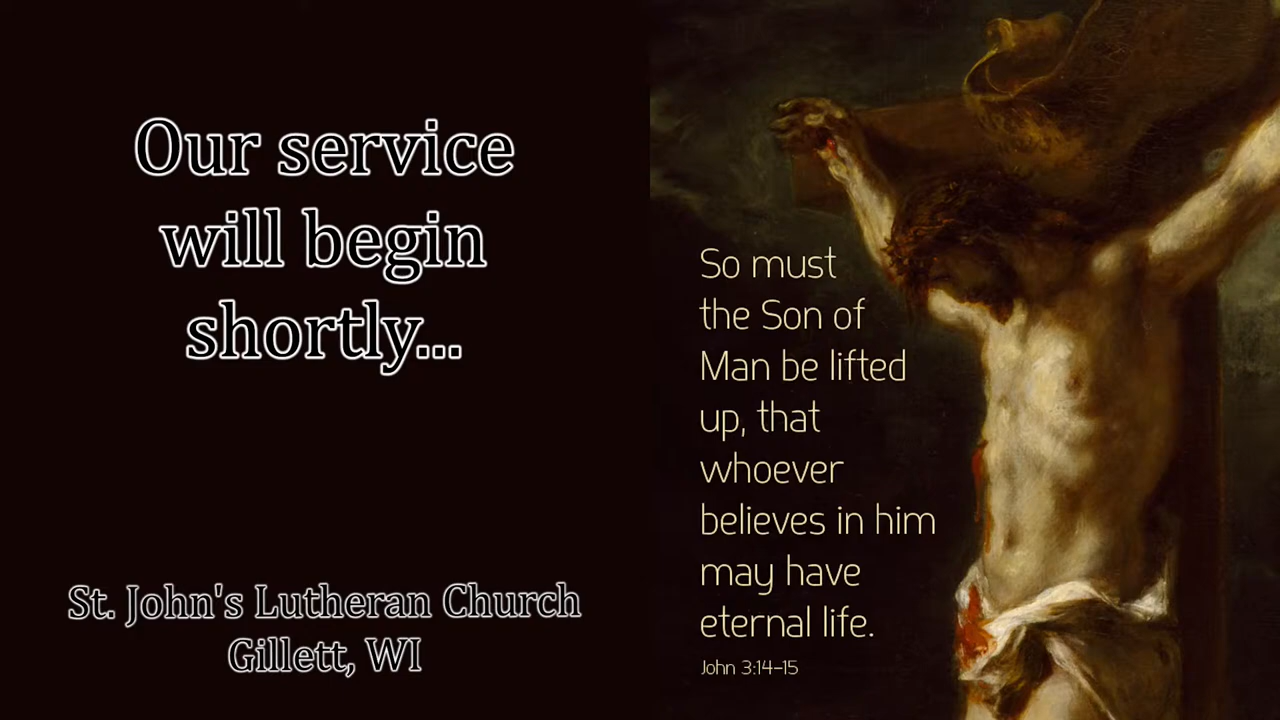 Our service
will begin
shortly...
St. John's Lutheran Church
Gillett, WI
So must
the Son of
Man be lifted
up, that
whoever
believes in him
may have
eternal life.
John 3:14–15